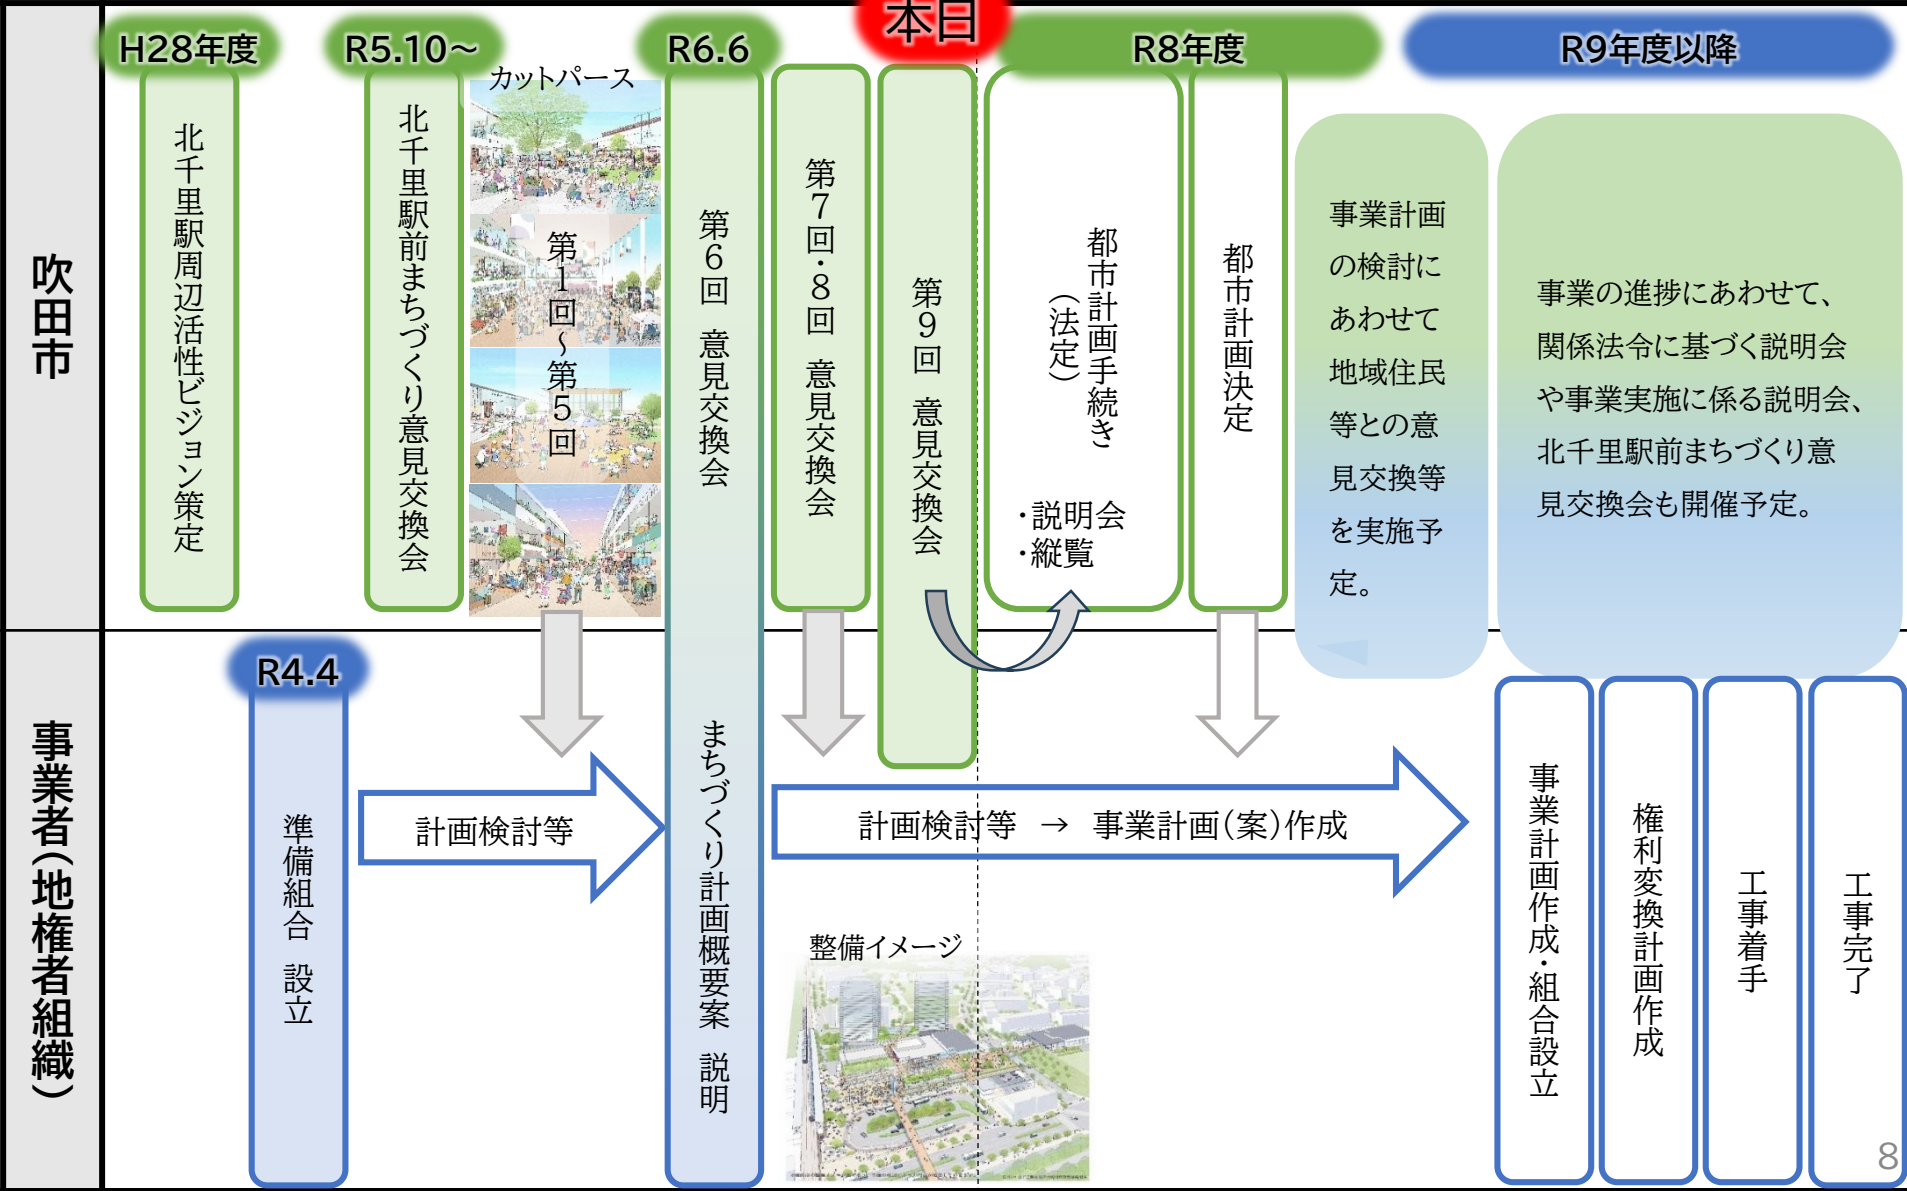 本日
H28年度
R5.10～
R6.6
R8年度
R9年度以降
吹田市
北千里駅周辺活性ビジョン策定
北千里駅前まちづくり意見交換会
カットパース
第1回～第5回
第6回 意見交換会
まちづくり計画概要案 説明
第7回・8回 意見交換会
第9回 意見交換会
都市計画手続き
（法定）
・説明会
・縦覧
都市計画決定
事業計画
の検討に
あわせて
地域住民
等との意
見交換等
を実施予
定。
事業の進捗にあわせて、
関係法令に基づく説明会
や事業実施に係る説明会、
北千里駅前まちづくり意
見交換会も開催予定。
事業者（地権者組織）
R4.4
準備組合 設立
計画検討等
計画検討等 → 事業計画（案）作成
整備イメージ
事業計画作成・組合設立
権利変換計画作成
工事着手
工事完了
8